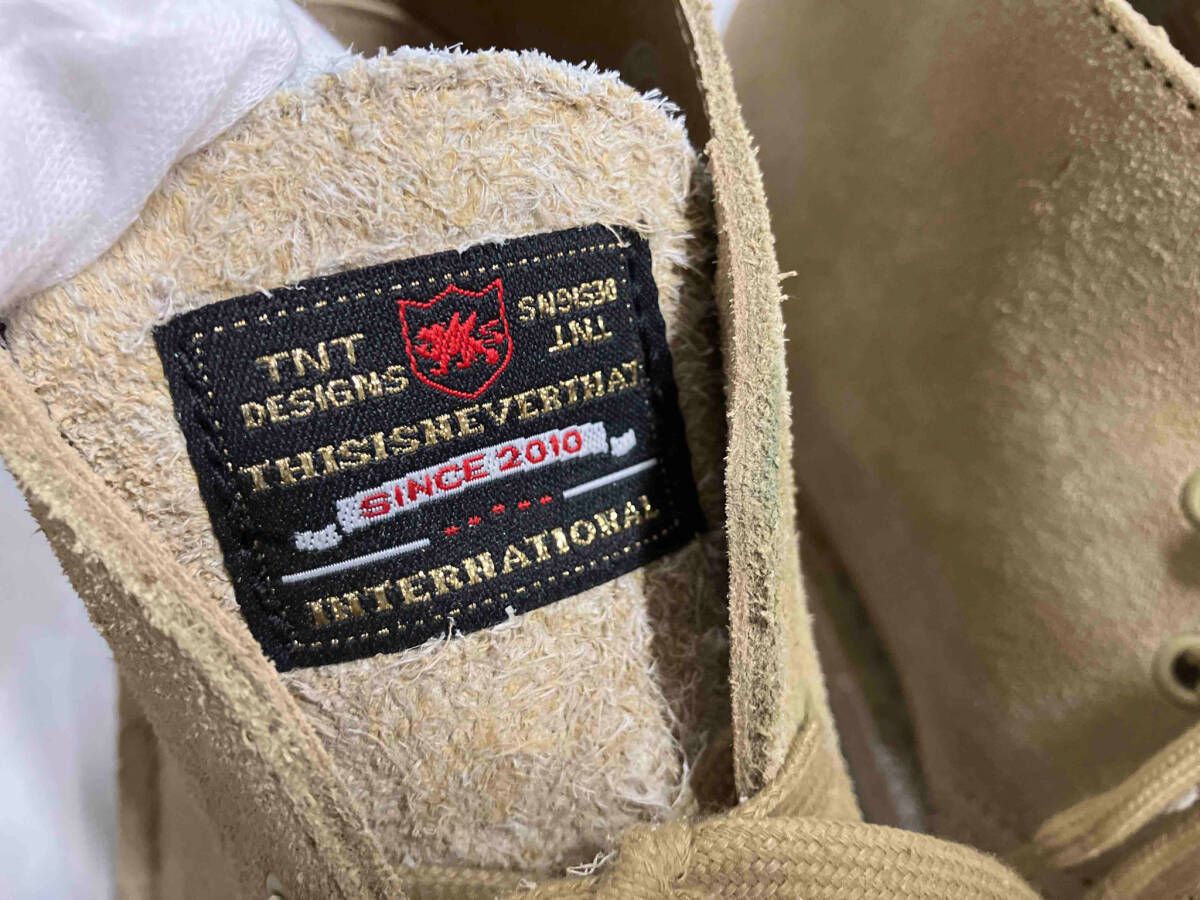 TNT
DESIGNS
TNT
DESIGNS
THISISNEVERTHAT
SINCE 2010
INTERNATIONAL